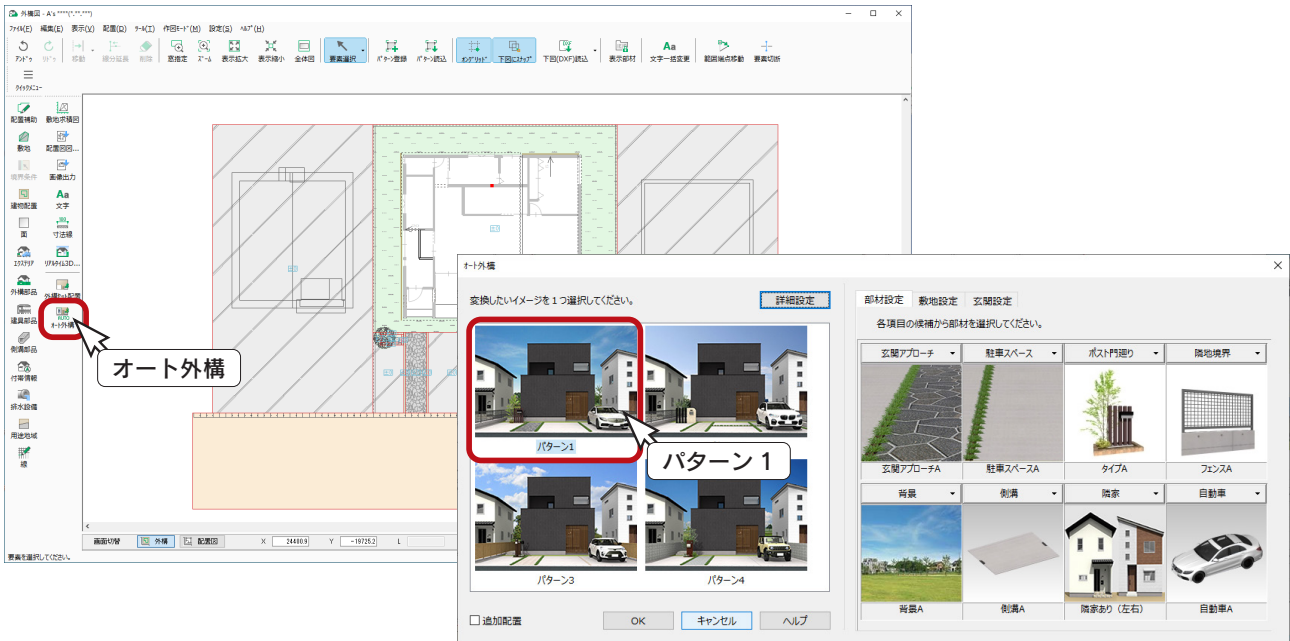 外構図 - A's ****(*.**.***)
ファイル(F) 編集(E) 表示(V) 配置(D) ツール(T) 作図モード(M) 設定(S) ヘルプ(H)
アンドゥ リドゥ 移動 線分延長 削除 窓指定 ズーム 表示拡大 表示縮小 全体図 要素選択 パターン登録 パターン読込 オングリッド 下図にスナップ 下図(DXF)読込 表示部材 文字一括変更 範囲端点移動 要素切断
クイックメニュー
配置補助 敷地求積図
敷地 配置図図...
境界条件 画像出力
建物配置 文字
面 寸法線
エクステリア リアルタイム3D...
外構部品 外構セット配置
建具部品 オート外構
側溝部品
付帯情報
排水設備
用途地域
線
オート外構
画面切替 外構 配置図 X 24400.9 Y -19725.2 L
要素を選択してください。
オート外構
変換したいイメージを1つ選択してください。 詳細設定
パターン1
パターン1
パターン3 パターン4
追加配置 OK キャンセル ヘルプ
部材設定 敷地設定 玄関設定
各項目の候補から部材を選択してください。
玄関アプローチ 駐車スペース ポスト門廻り 隣地境界
玄関アプローチA 駐車スペースA タイプA フェンスA
背景 側溝 隣家 自動車
背景A 側溝A 隣家あり（左右） 自動車A